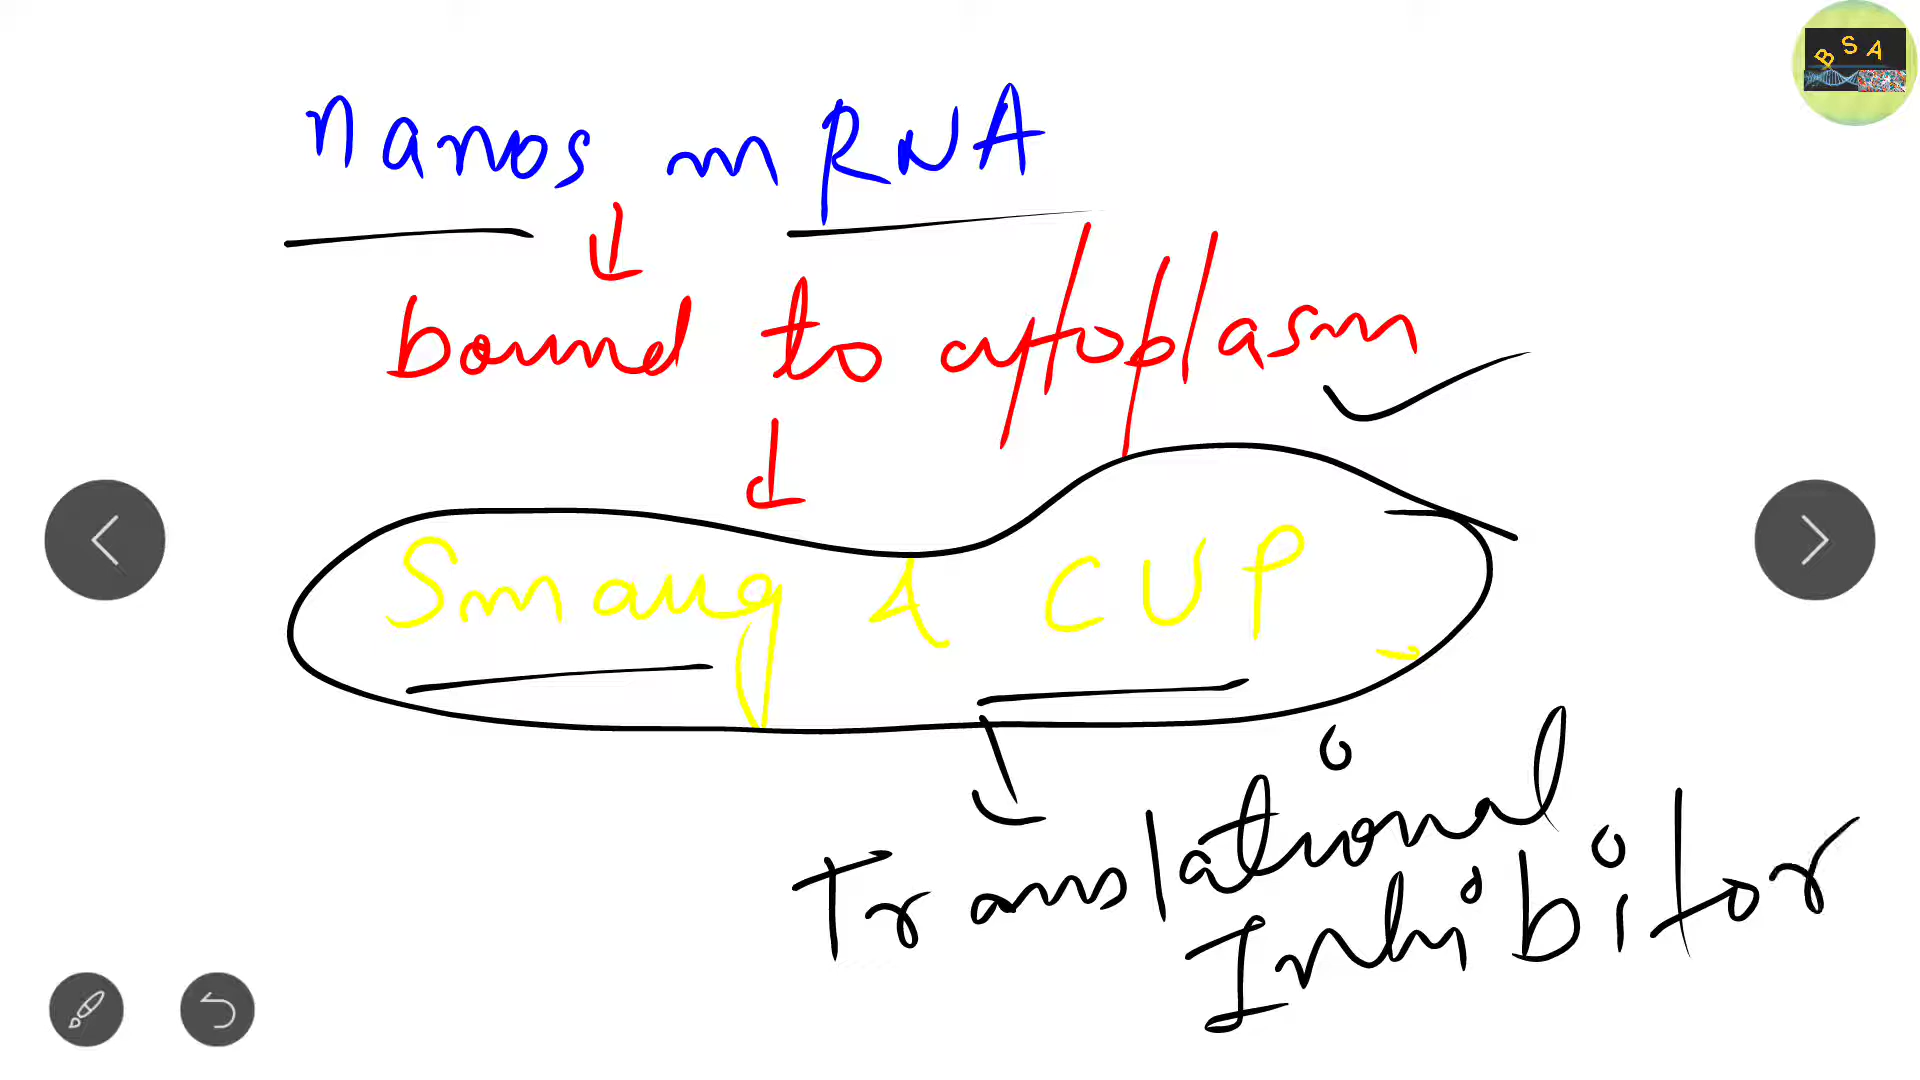 BSA
nanos mRNA
bound to cytoplasm
Smaug & CUP
Translational
Inhibitor